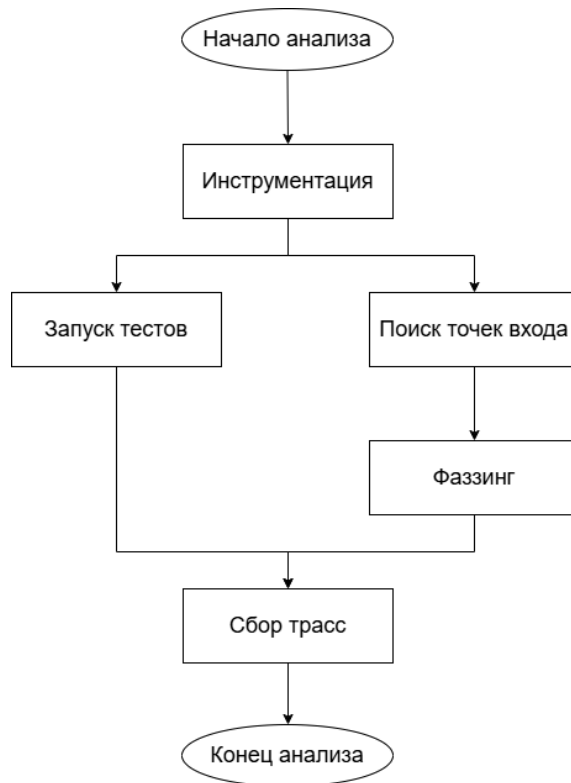 Начало анализа
Инструментация
Запуск тестов
Поиск точек входа
Фаззинг
Сбор трасс
Конец анализа